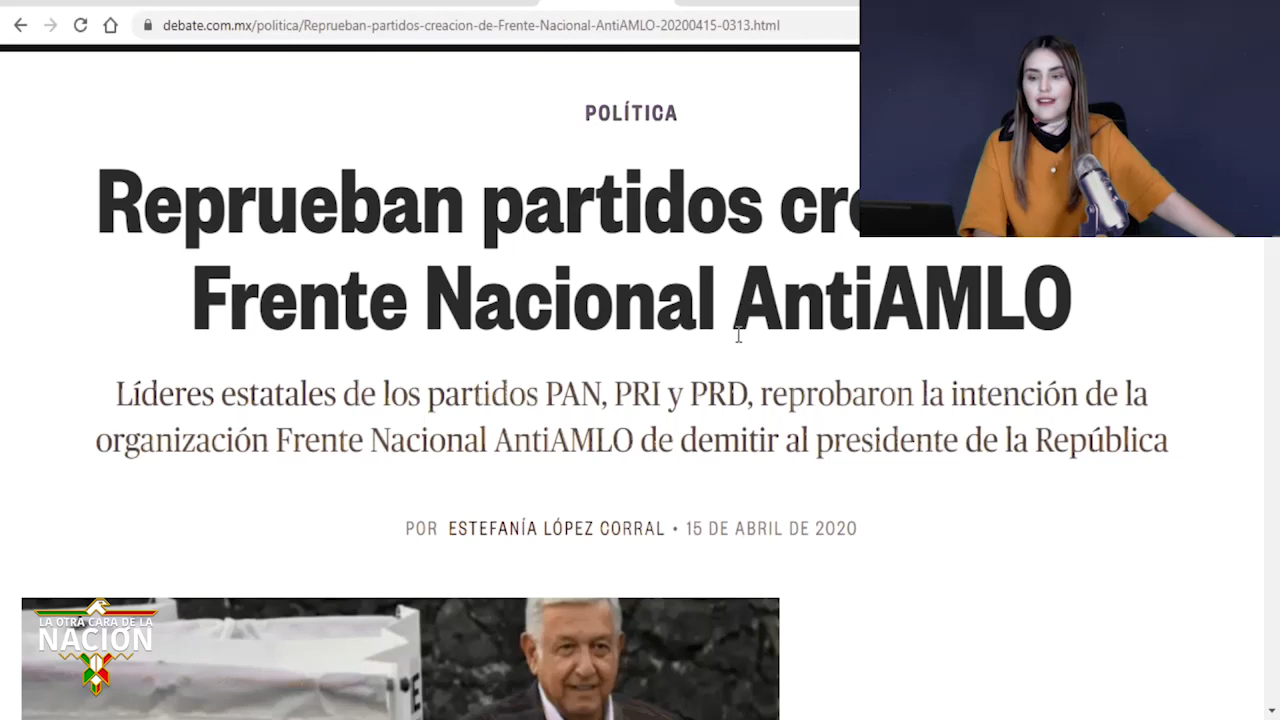 debate.com.mx/politica/Reprueban-partidos-creacion-de-Frente-Nacional-AntiAMLO-20200415-0313.html
POLÍTICA
Reprueban partidos
Frente Nacional AntiAMLO
Líderes estatales de los partidos PAN, PRI y PRD, reprobaron la intención de la
organización Frente Nacional AntiAMLO de demitir al presidente de la República
POR ESTEFANÍA LÓPEZ CORRAL • 15 DE ABRIL DE 2020
LA OTRA CARA DE LA
NACIÓN